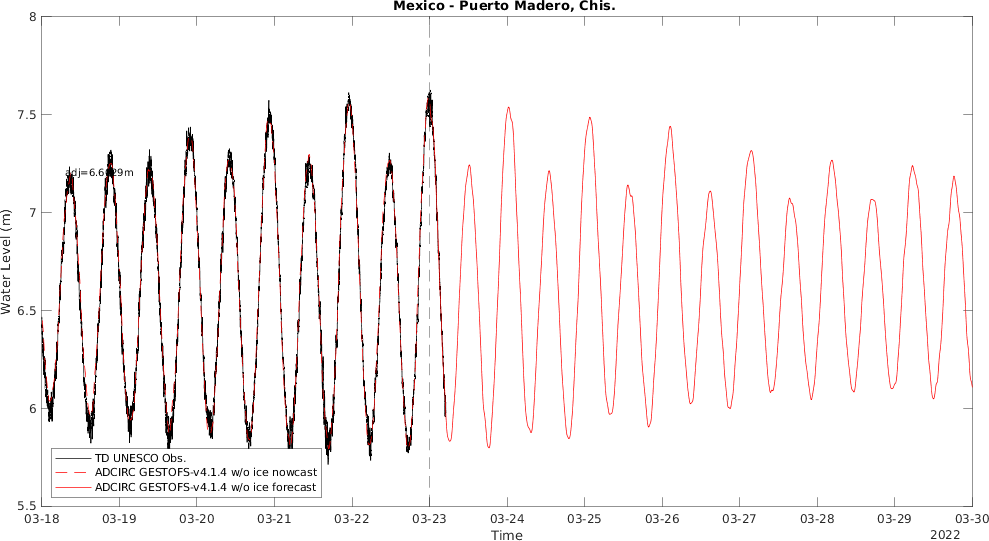 Mexico - Puerto Madero, Chis.
8
7.5
7
6.5
6
5.5
Water Level (m)
TD UNESCO Obs.
ADCIRC GESTOFS-v4.1.4 w/o ice nowcast
ADCIRC GESTOFS-v4.1.4 w/o ice forecast
03-18 03-19 03-20 03-21 03-22 03-23 03-24 03-25 03-26 03-27 03-28 03-29 03-30
Time
2022